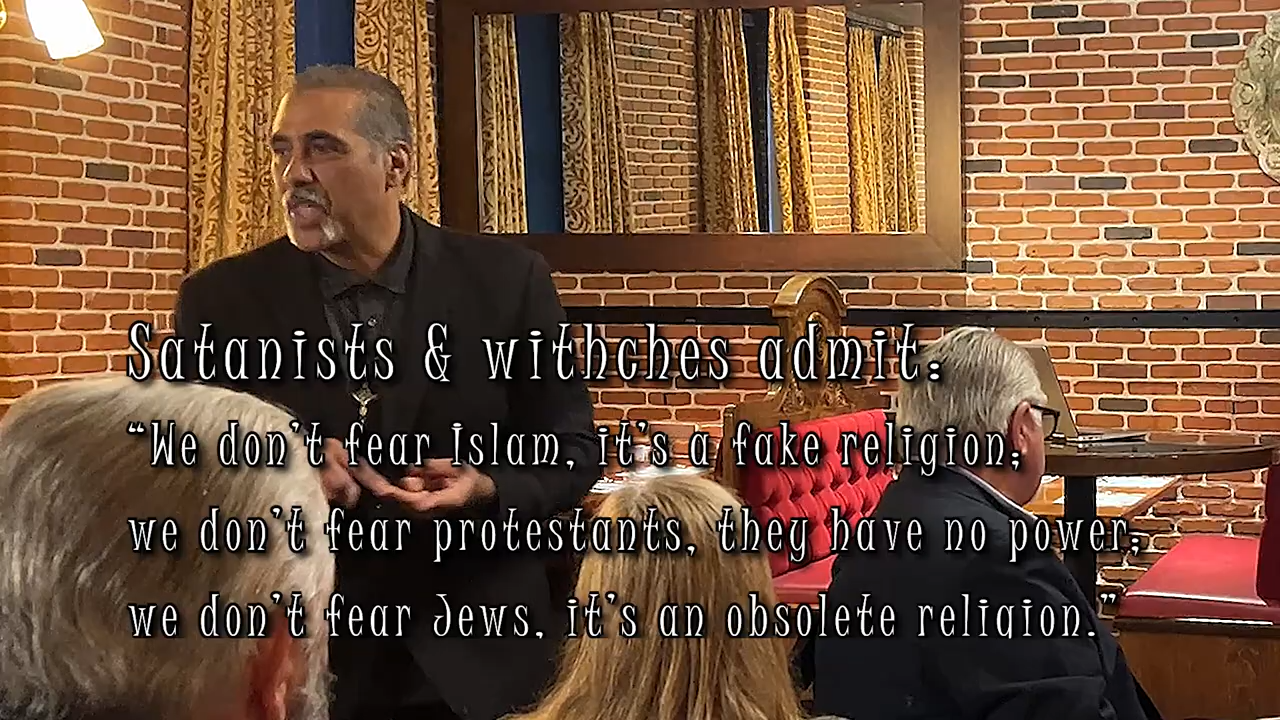 Satanists & withches admit:
“We don't fear Islam, it's a fake religion;
we don't fear protestants, they have no power;
we don't fear Jews, it's an obsolete religion.”